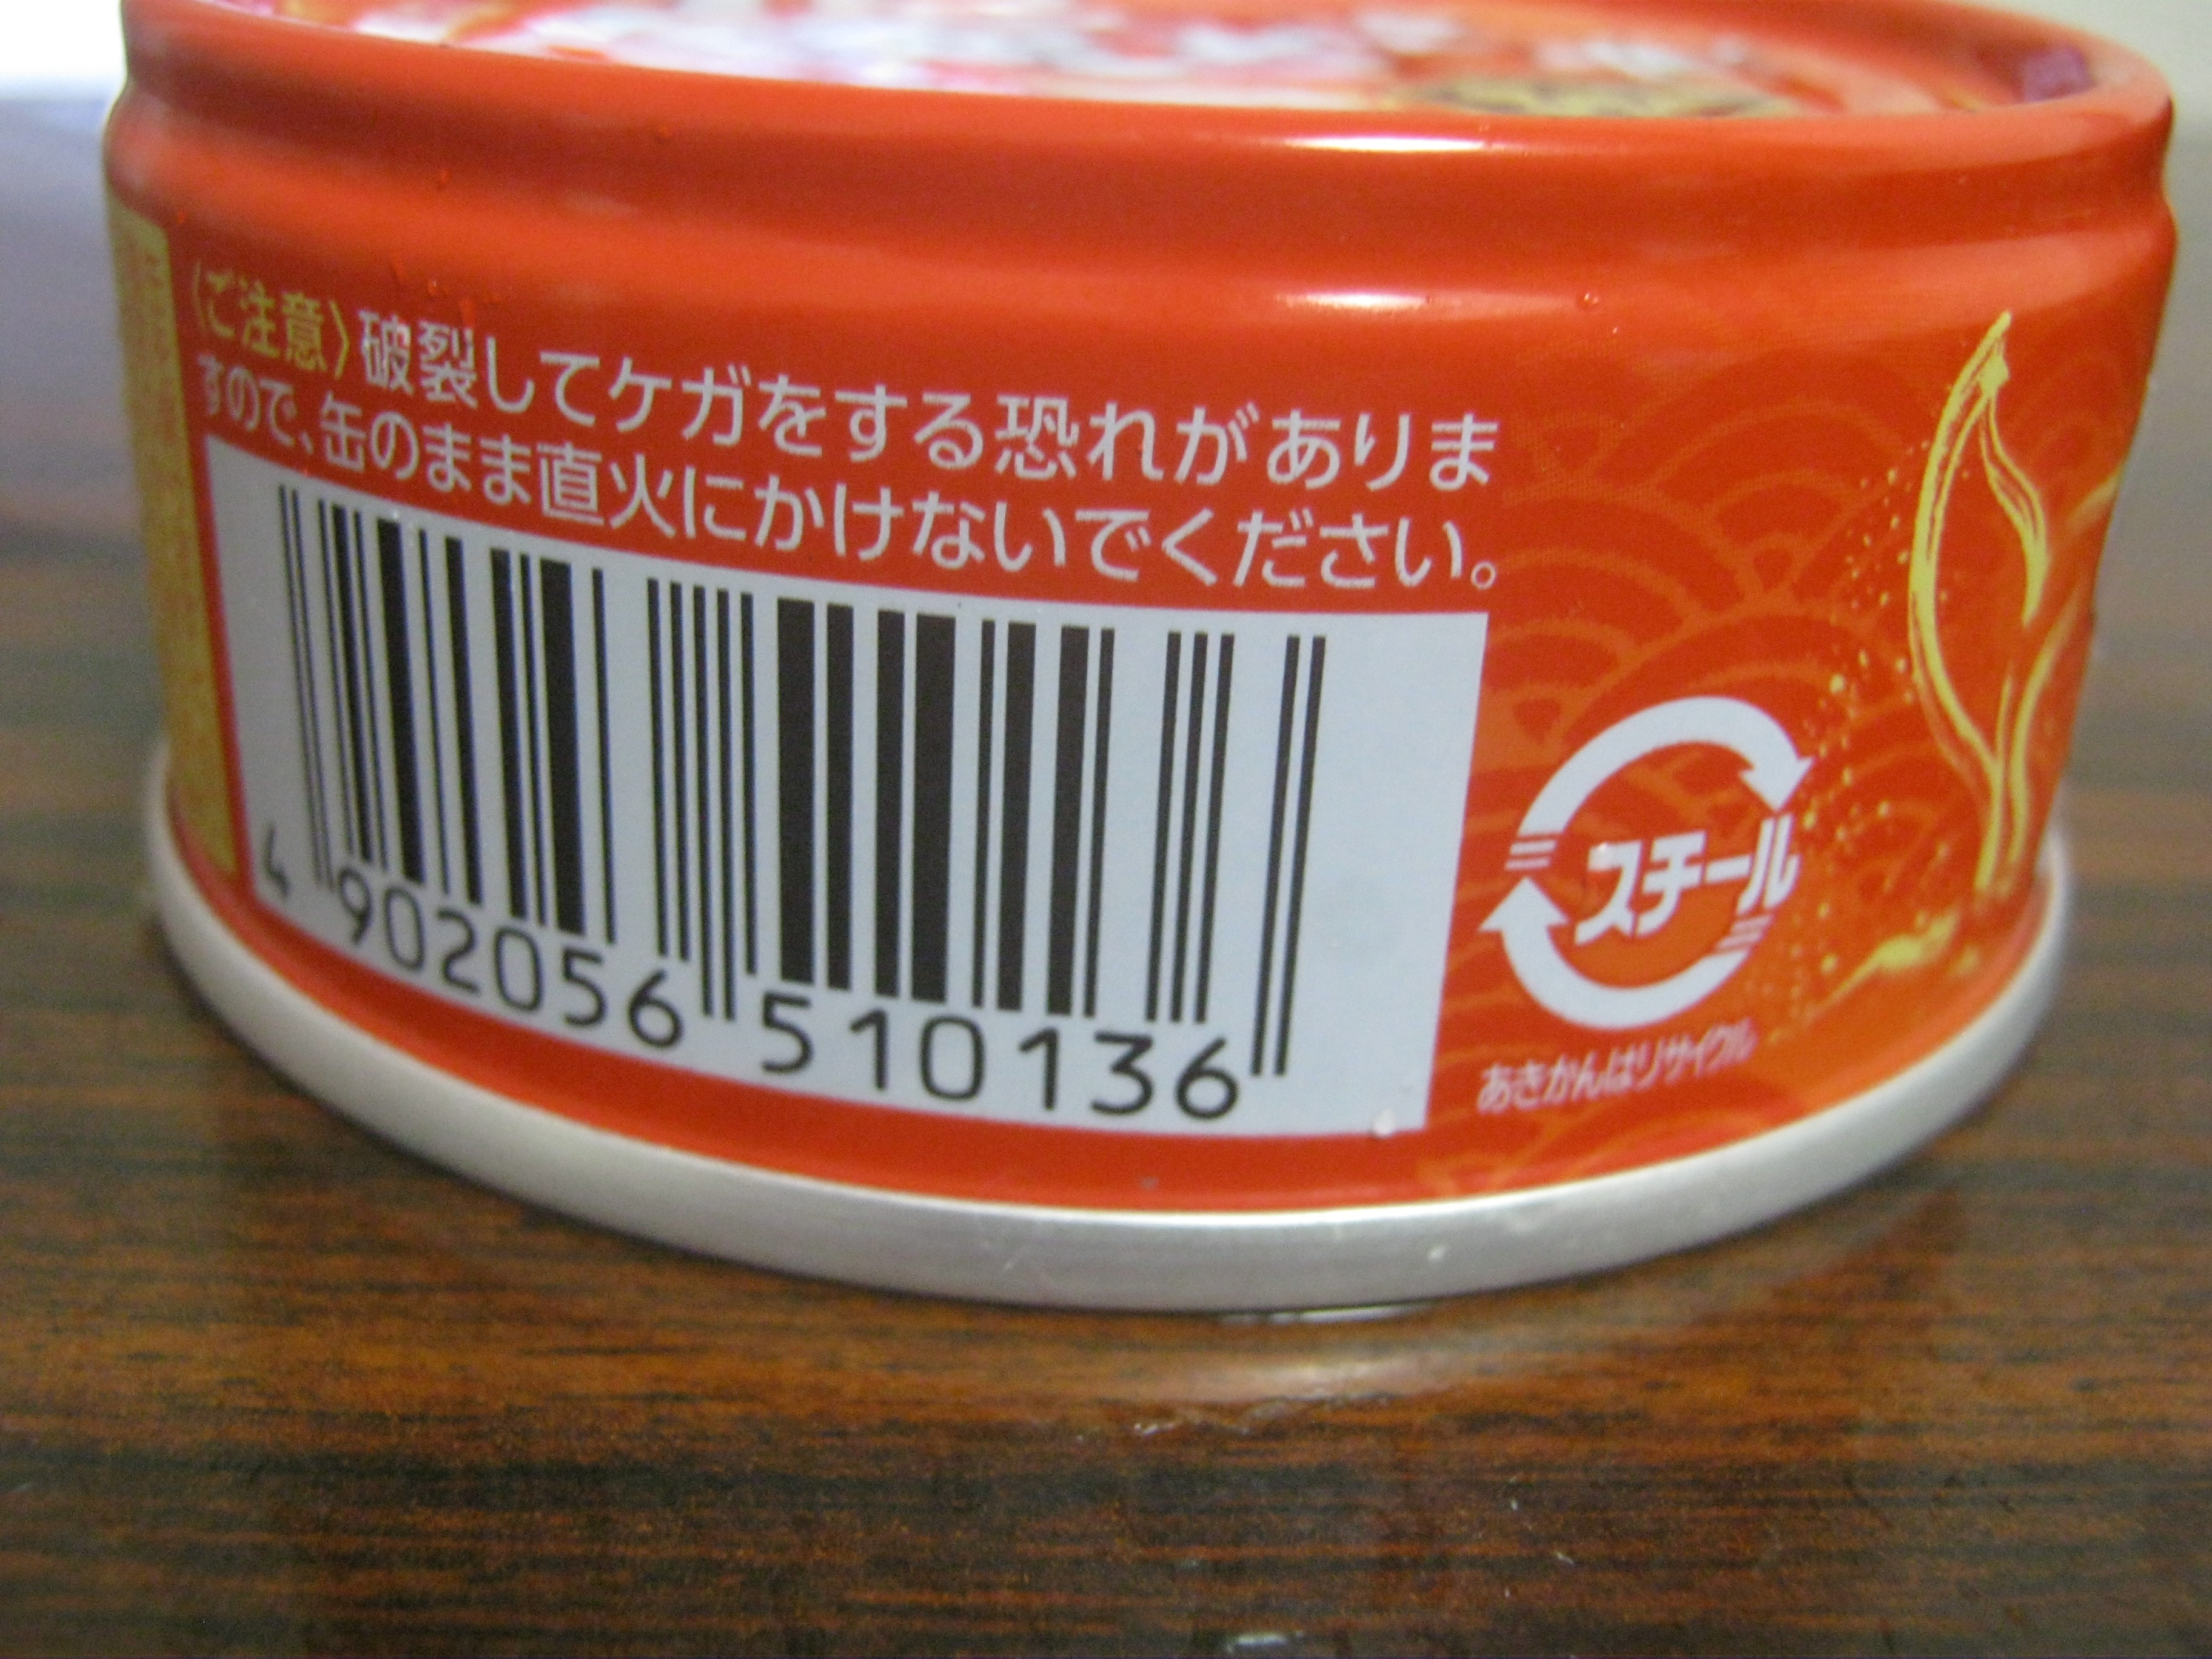 〈ご注意〉破裂してケガをする恐れがありま
すので、缶のまま直火にかけないでください。
4 902056 510136
スチール
あきかんはリサイクル